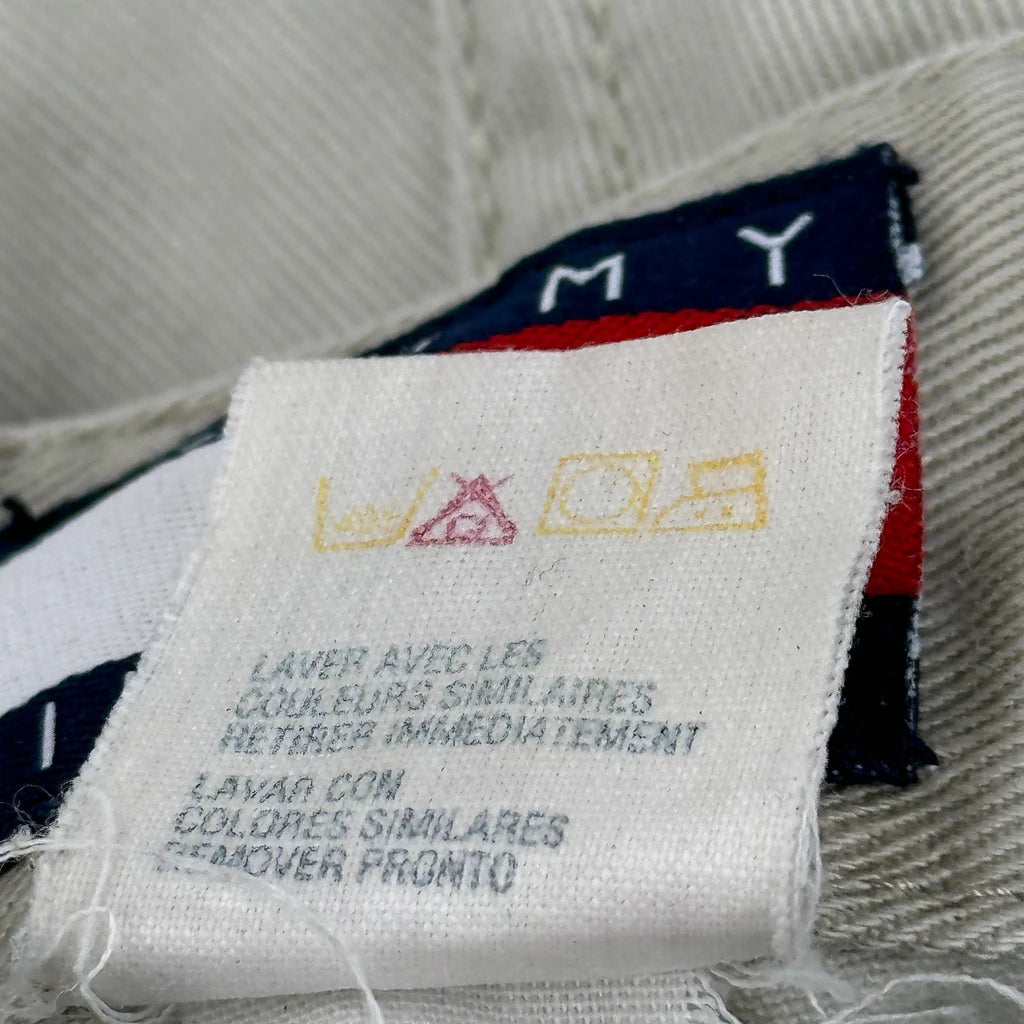 M Y
LAVER AVEC LES
COULEURS SIMILAIRES
RETIRER IMMEDIATEMENT
LAVAR CON
COLORES SIMILARES
REMOVER PRONTO
I